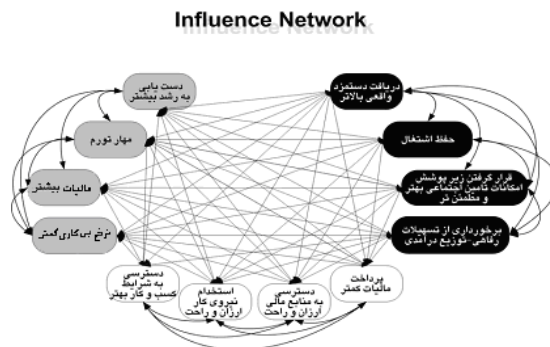 Influence Network
دریافت دستمزد
واقعی بالاتر
حفظ اشتغال
قرار گرفتن زیر پوشش
امکانات تامین اجتماعی بهتر
و مطمئن تر
برخورداری از تسهیلات
رفاهی-توزیع درآمدی
دست یابی
به رشد بیشتر
مهار تورم
مالیات بیشتر
نرخ بی کاری کمتر
پرداخت
مالیات کمتر
دسترسی
به منابع مالی
ارزان و راحت
استخدام
نیروی کار
ارزان و راحت
دسترسی
به شرایط
کسب و کار بهتر